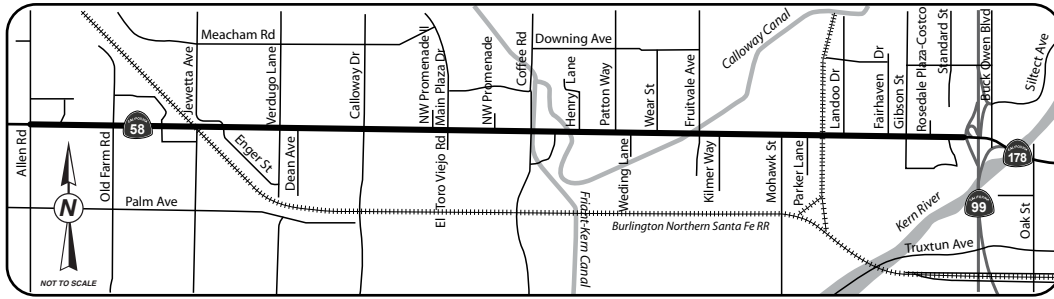 Meacham Rd
Downing Ave
Calloway Canal
Allen Rd
Old Farm Rd
Jewetta Ave
Verdugo Lane
Calloway Dr
NW Promenade II
Main Plaza Dr
NW Promenade
Coffee Rd
Henry Lane
Patton Way
Wear St
Fruitvale Ave
Landco Dr
Fairhaven Dr
Gibson St
Rosedale Plaza-Costco
Standard St
Buck Owen Blvd
Siltect Ave
58
178
99
Enger St
Dean Ave
El Toro Viejo Rd
Friant-Kern Canal
Weding Lane
Kilmer Way
Mohawk St
Parker Lane
Kern River
Oak St
Palm Ave
Burlington Northern Santa Fe RR
Truxtun Ave
N
NOT TO SCALE